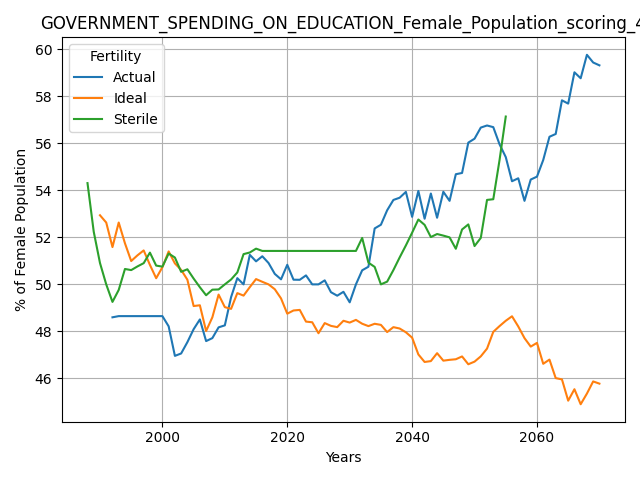 GOVERNMENT_SPENDING_ON_EDUCATION_Female_Population_scoring_4
Fertility
Actual
Ideal
Sterile
% of Female Population
60
58
56
54
52
50
48
46
2000
2020
2040
2060
Years